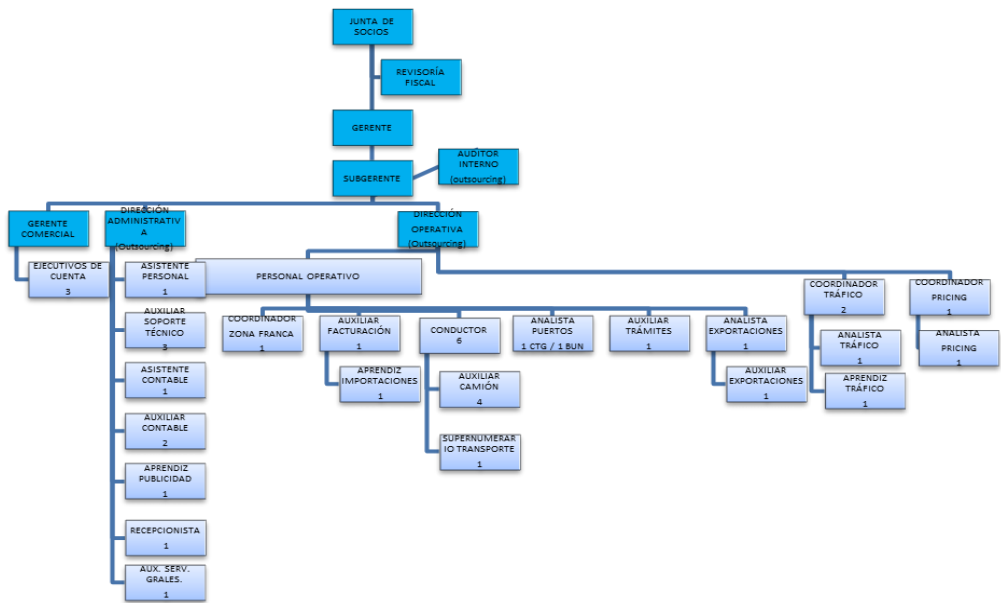 JUNTA DE
SOCIOS
REVISORÍA
FISCAL
GERENTE
AUDITOR
INTERNO
(outsourcing)
SUBGERENTE
GERENTE
COMERCIAL
DIRECCIÓN
ADMINISTRATIV
A
(Outsourcing)
DIRECCIÓN
OPERATIVA
(Outsourcing)
EJECUTIVOS DE
CUENTA
3
ASISTENTE
PERSONAL
1
AUXILIAR
SOPORTE
TÉCNICO
3
ASISTENTE
CONTABLE
1
AUXILIAR
CONTABLE
2
APRENDIZ
PUBLICIDAD
1
RECEPCIONISTA
1
AUX. SERV.
GRALES.
1
PERSONAL OPERATIVO
COORDINADOR
ZONA FRANCA
1
AUXILIAR
FACTURACIÓN
1
APRENDIZ
IMPORTACIONES
1
CONDUCTOR
6
AUXILIAR
CAMIÓN
4
SUPERNUMERAR
IO TRANSPORTE
1
ANALISTA
PUERTOS
1 CTG / 1 BUN
AUXILIAR
TRÁMITES
1
ANALISTA
EXPORTACIONES
1
AUXILIAR
EXPORTACIONES
1
COORDINADOR
TRÁFICO
2
ANALISTA
TRÁFICO
1
APRENDIZ
TRÁFICO
1
COORDINADOR
PRICING
1
ANALISTA
PRICING
1